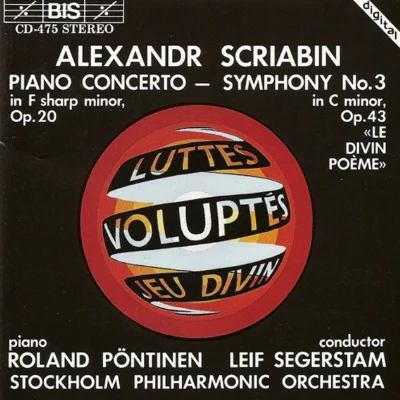 BIS
CD-475 STEREO
digital
ALEXANDR SCRIABIN
PIANO CONCERTO – SYMPHONY No.3
in F sharp minor,
Op.20
in C minor,
Op.43
«LE
DIVIN
POÈME»
LUTTES
VOLUPTÉS
JEU DIVIN
piano
conductor
ROLAND PÖNTINEN LEIF SEGERSTAM
STOCKHOLM PHILHARMONIC ORCHESTRA